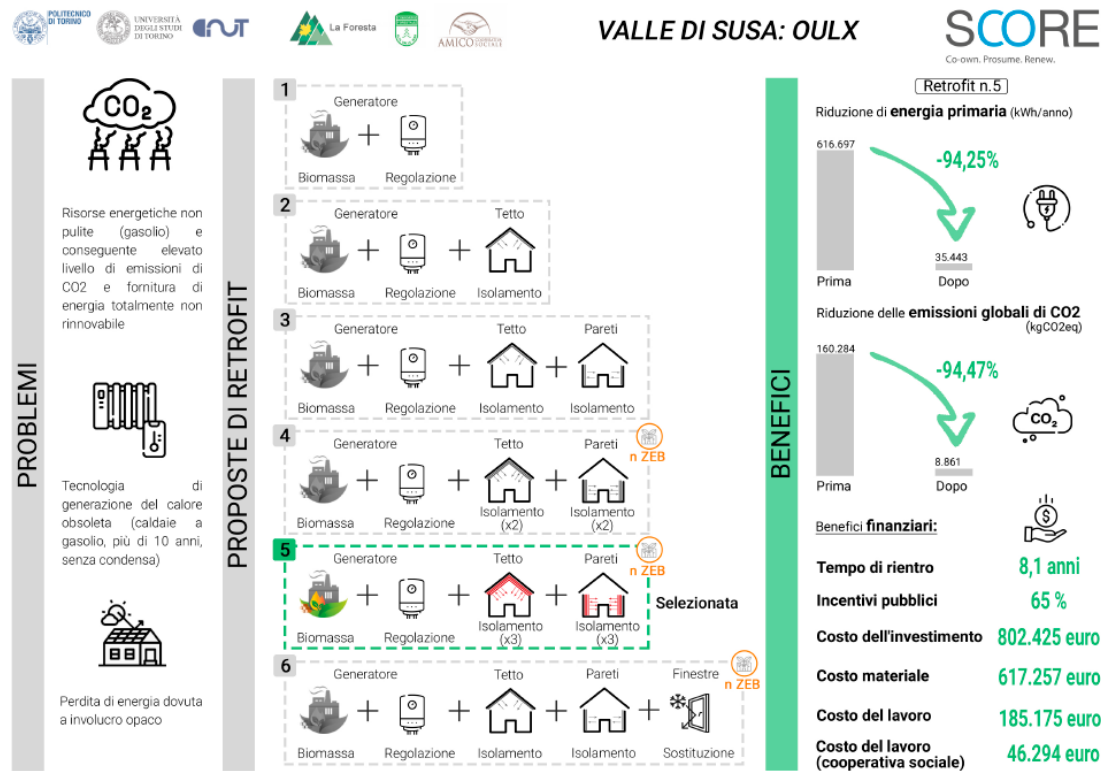 POLITECNICO
DI TORINO
UNIVERSITÀ
DEGLI STUDI
DI TORINO
La Foresta
AMICO
VALLE DI SUSA: OULX
SCORE
Co-own. Prosume. Renew.
PROBLEMI
CO2
Risorse energetiche non
pulite (gasolio) e
conseguente elevato
livello di emissioni di
CO2 e fornitura di
energia totalmente non
rinnovabile
Tecnologia di
generazione del calore
obsoleta (caldaie a
gasolio, più di 10 anni,
senza condensa)
Perdita di energia dovuta
a involucro opaco
PROPOSTE DI RETROFIT
1
Generatore
Biomassa + Regolazione
2
Generatore Tetto
Biomassa + Regolazione + Isolamento
3
Generatore Tetto Pareti
Biomassa + Regolazione + Isolamento + Isolamento
4
Generatore Tetto Pareti
n ZEB
Biomassa + Regolazione + Isolamento (x2) + Isolamento (x2)
5
Generatore Tetto Pareti
n ZEB
Biomassa + Regolazione + Isolamento (x3) + Isolamento (x3)
Selezionata
6
Generatore Tetto Pareti Finestre
n ZEB
Biomassa + Regolazione + Isolamento + Isolamento + Sostituzione
BENEFICI
Retrofit n.5
Riduzione di energia primaria (kWh/anno)
616.697
-94,25%
35.443
Prima Dopo
Riduzione delle emissioni globali di CO2
(kgCO2eq)
160.284
-94,47%
CO2
8.861
Prima Dopo
Benefici finanziari:
$
Tempo di rientro 8,1 anni
Incentivi pubblici 65 %
Costo dell'investimento 802.425 euro
Costo materiale 617.257 euro
Costo del lavoro 185.175 euro
Costo del lavoro
(cooperativa sociale) 46.294 euro